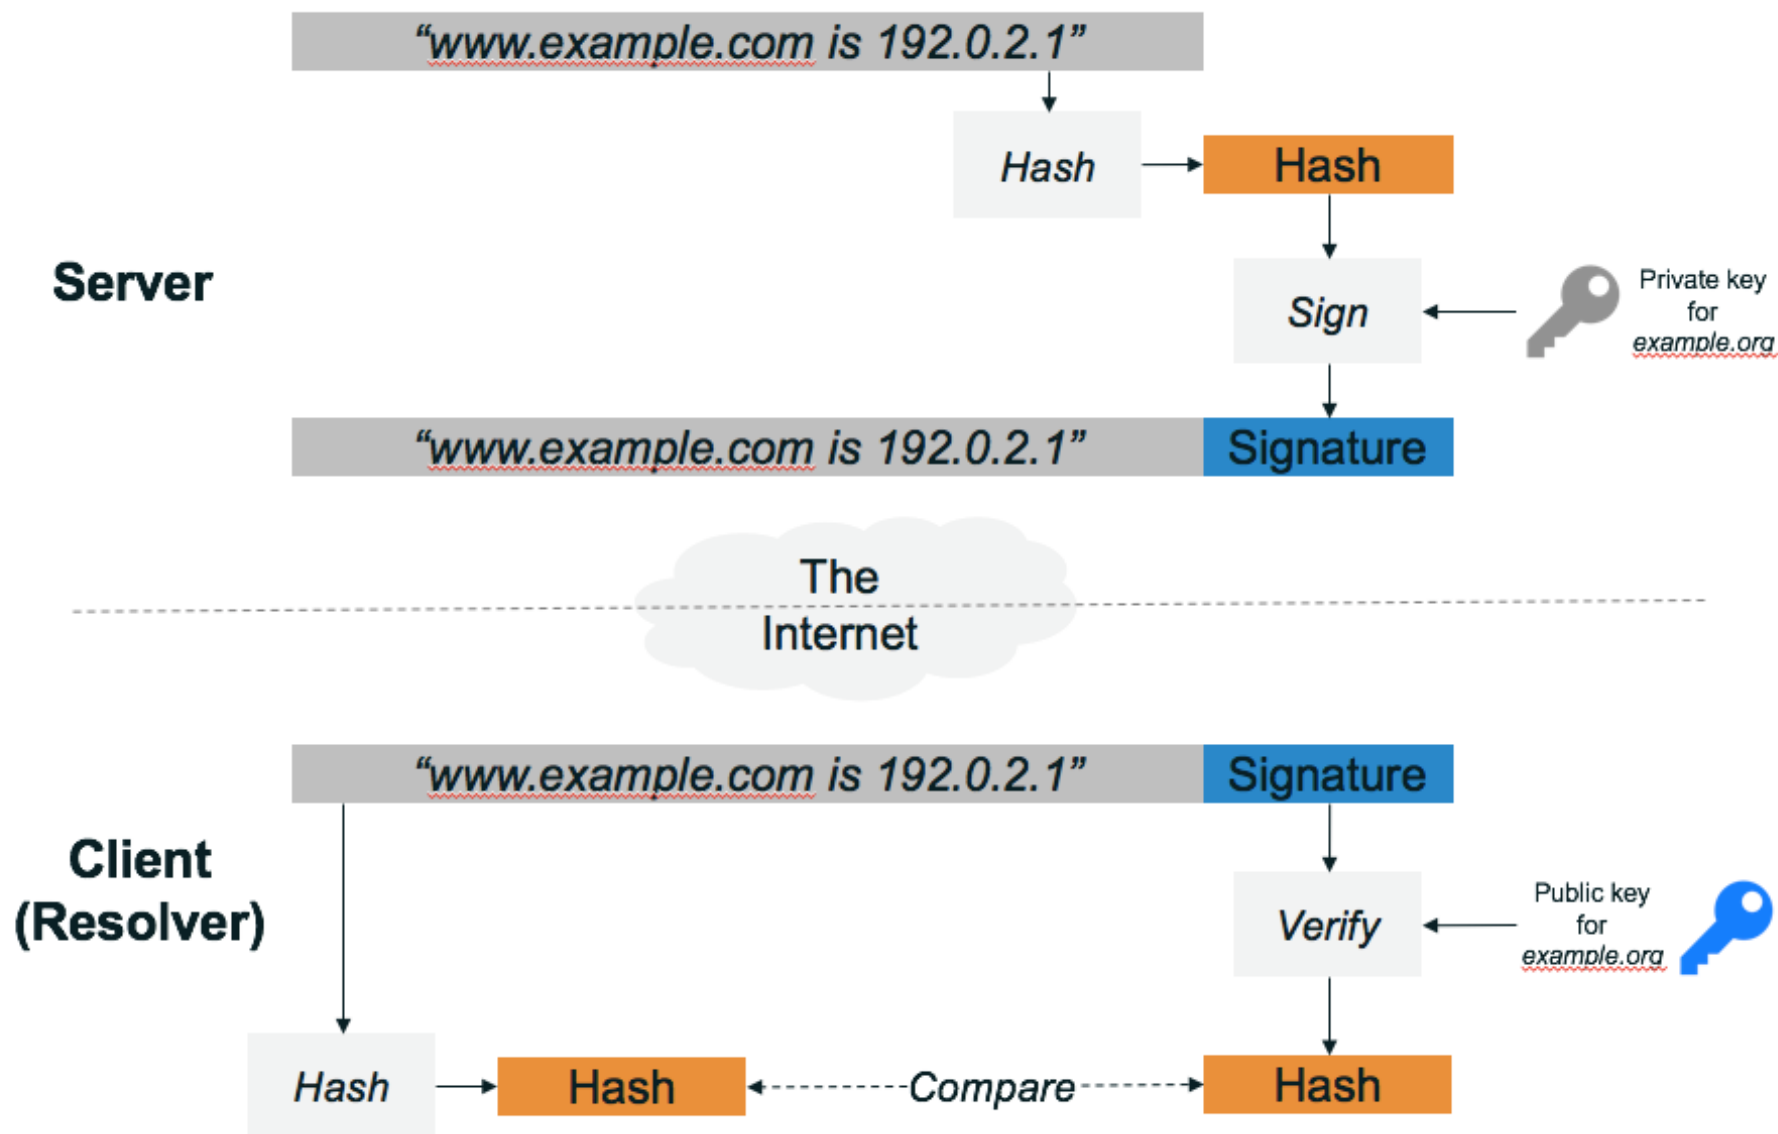 “www.example.com is 192.0.2.1”
Hash
Hash
Server
Sign
Private key
for
example.org
“www.example.com is 192.0.2.1”
Signature
The
Internet
“www.example.com is 192.0.2.1”
Signature
Client
(Resolver)
Verify
Public key
for
example.org
Hash
Hash
Compare
Hash